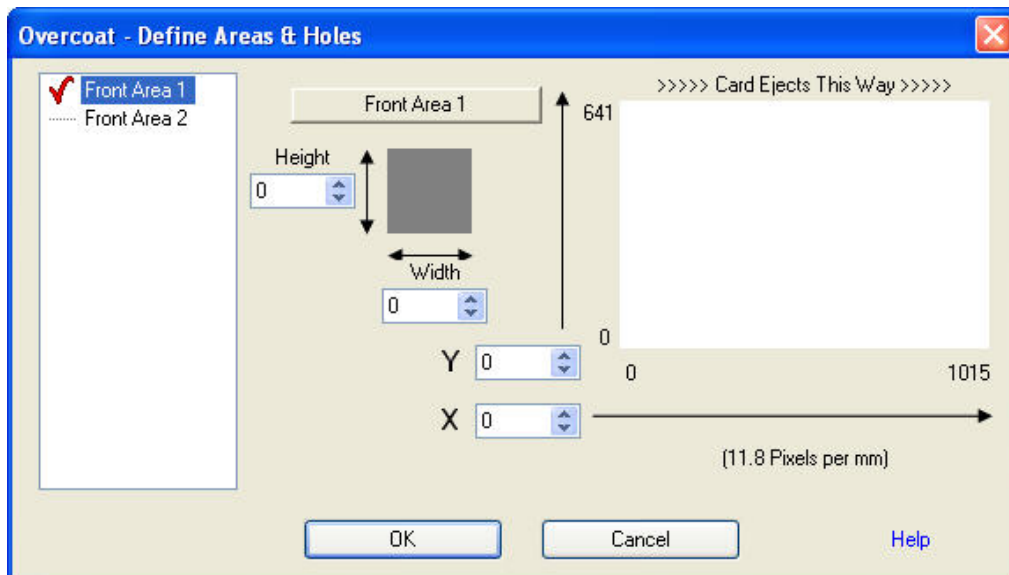 Overcoat - Define Areas & Holes
Front Area 1
Front Area 2
Front Area 1
Height
0
Width
0
Y 0
X 0
>>>>> Card Ejects This Way >>>>>
641
0
0 1015
(11.8 Pixels per mm)
OK Cancel Help